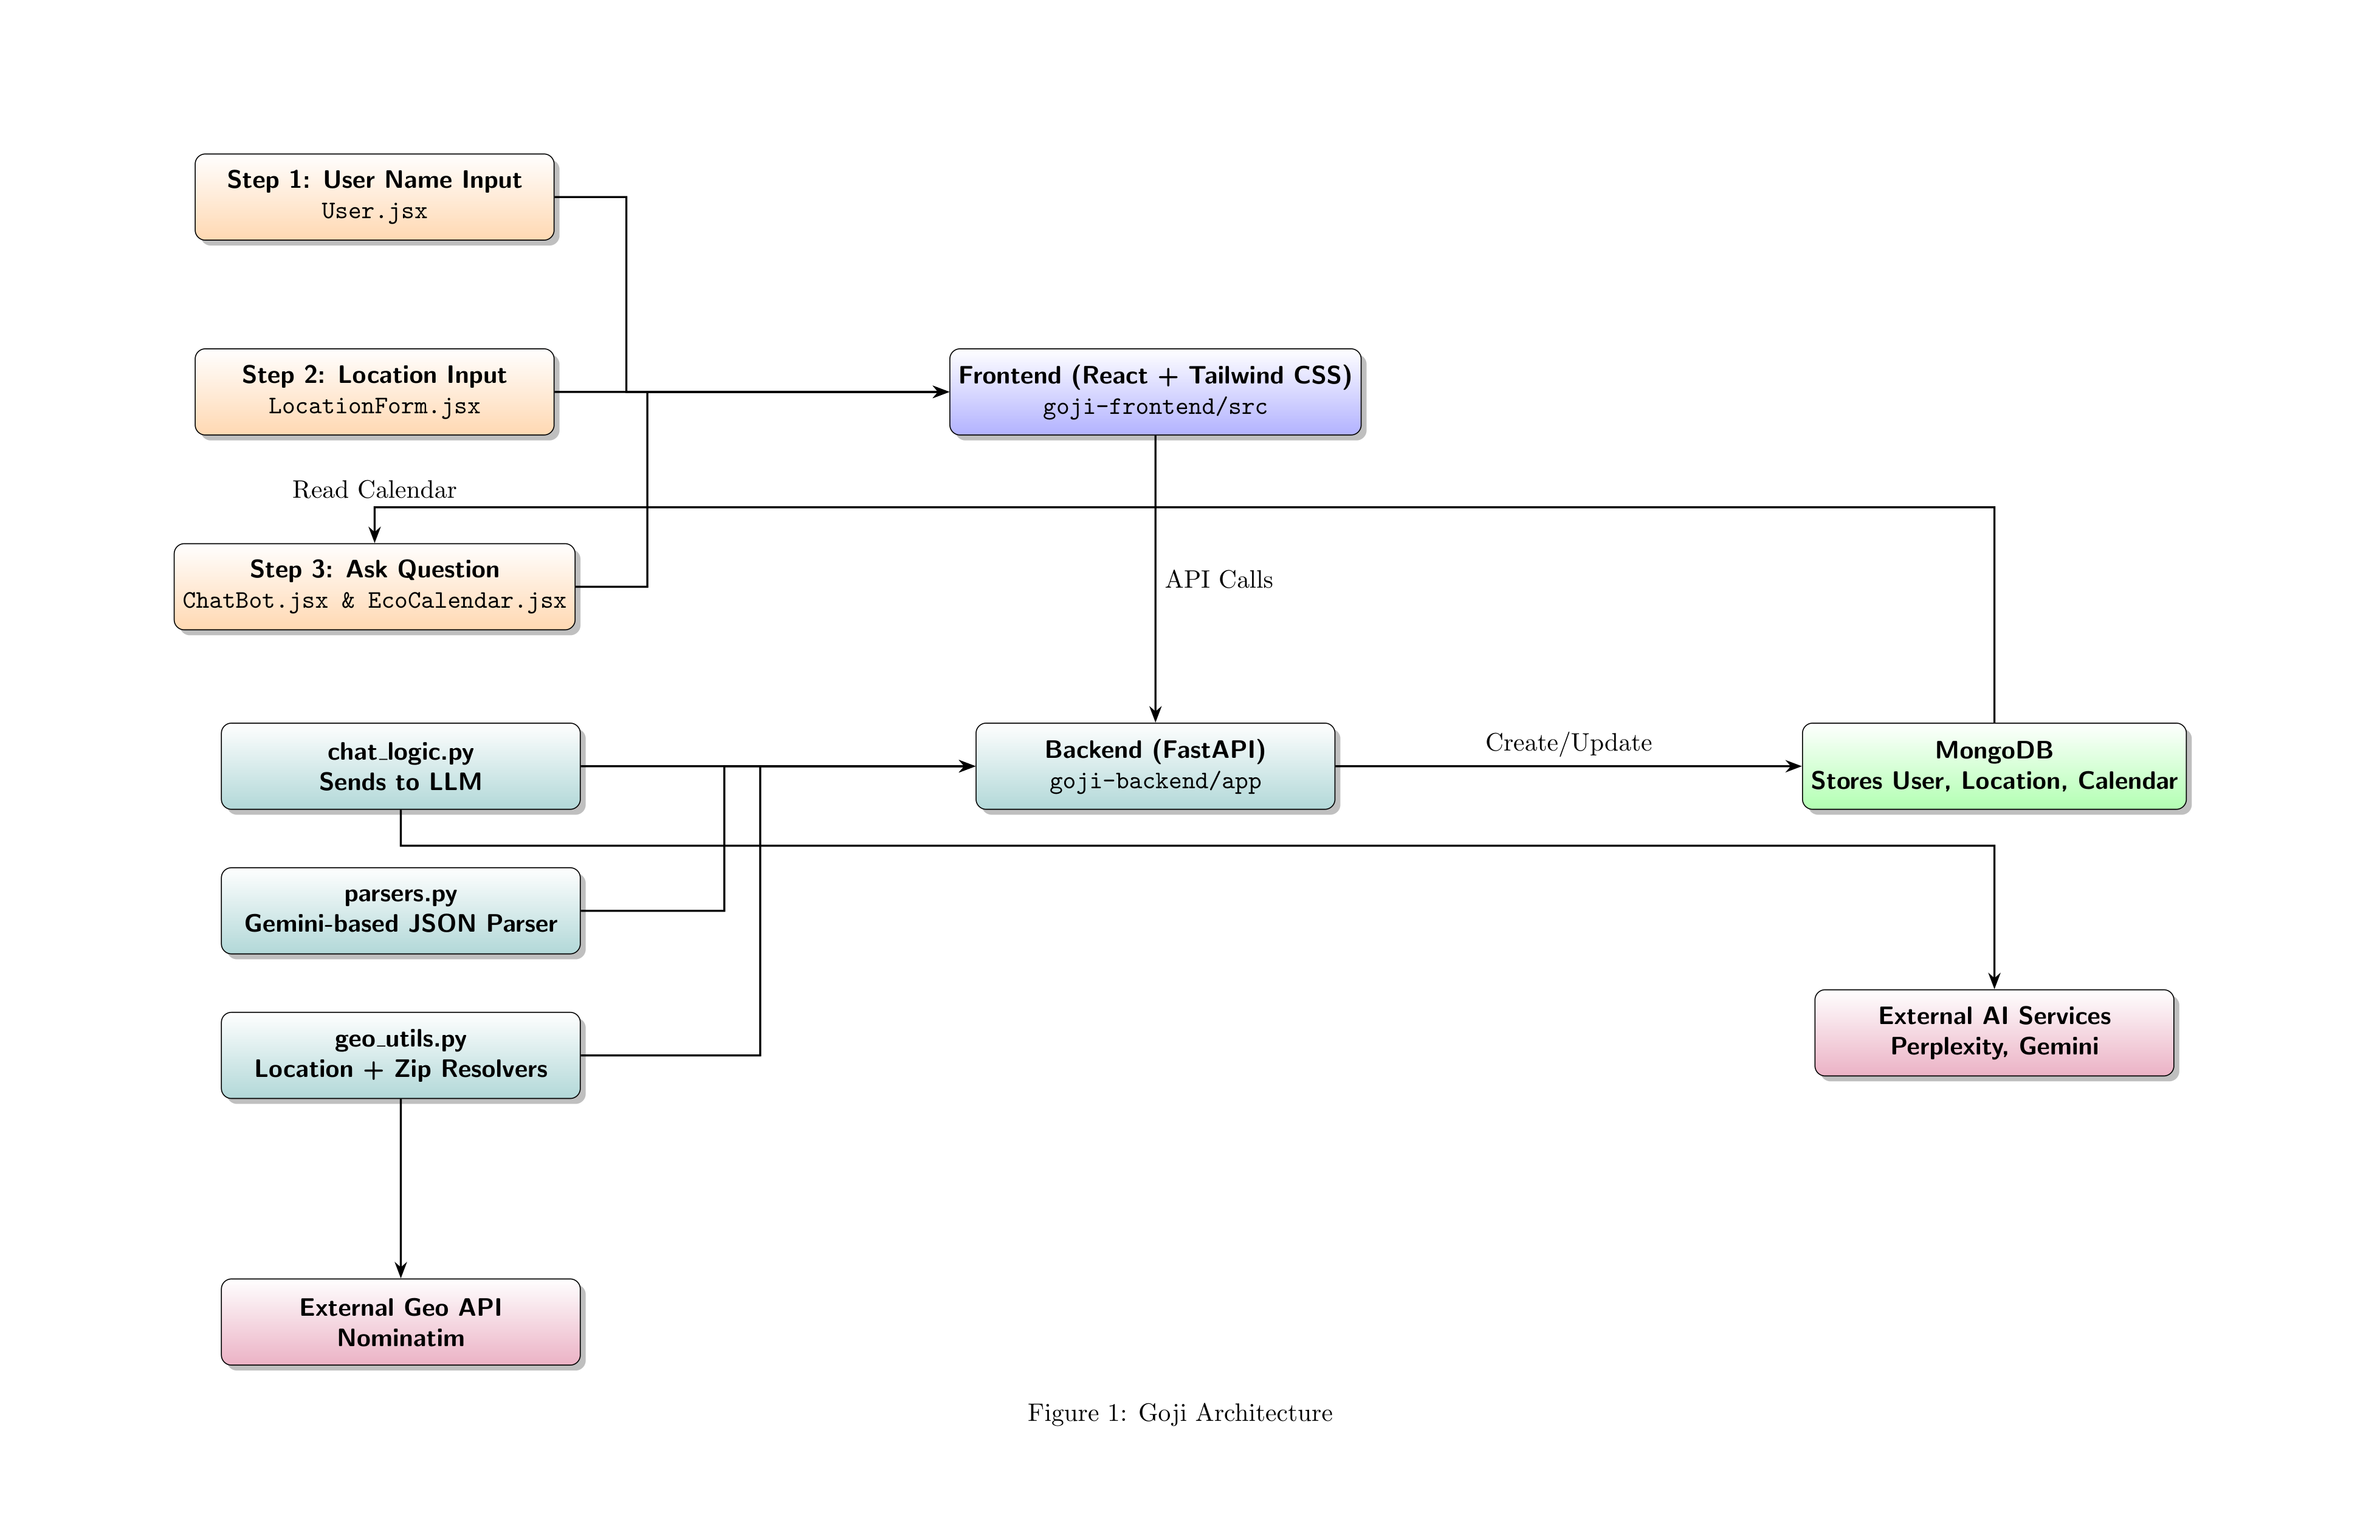 Step 1: User Name Input
User.jsx
Step 2: Location Input
LocationForm.jsx
Frontend (React + Tailwind CSS)
goji-frontend/src
Read Calendar
Step 3: Ask Question
ChatBot.jsx & EcoCalendar.jsx
API Calls
chat_logic.py
Sends to LLM
Backend (FastAPI)
goji-backend/app
Create/Update
MongoDB
Stores User, Location, Calendar
parsers.py
Gemini-based JSON Parser
geo_utils.py
Location + Zip Resolvers
External AI Services
Perplexity, Gemini
External Geo API
Nominatim
Figure 1: Goji Architecture